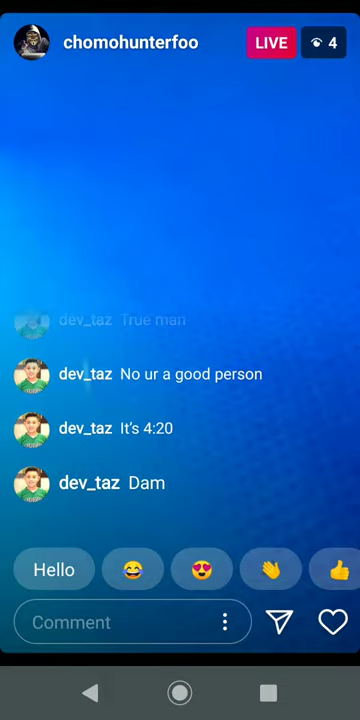 chomohunterfoo LIVE 4
dev_taz True man
dev_taz No ur a good person
dev_taz It's 4:20
dev_taz Dam
Hello
Comment